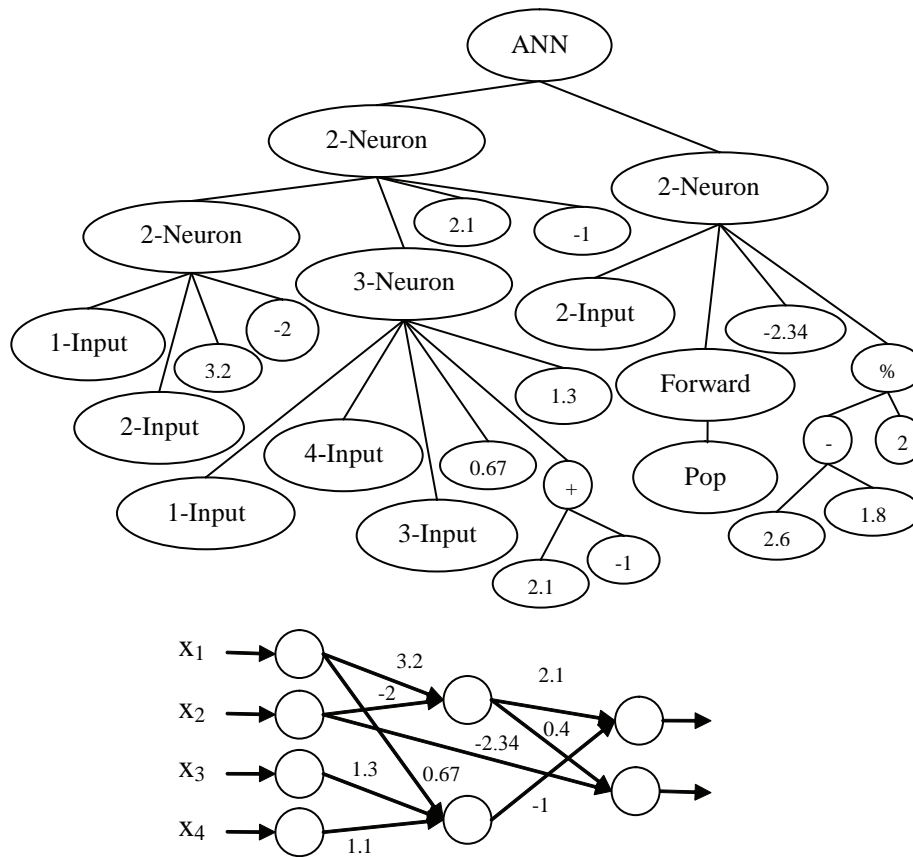 ANN
2-Neuron
2-Neuron
2-Neuron
2.1
-1
3-Neuron
1-Input
2-Input
3.2
-2
2-Input
Forward
-2.34
%
1-Input
4-Input
3-Input
0.67
+
1.3
Pop
-
2
2.1
-1
2.6
1.8
x1
3.2
2.1
x2
-2
-2.34
0.4
x3
1.3
0.67
-1
x4
1.1